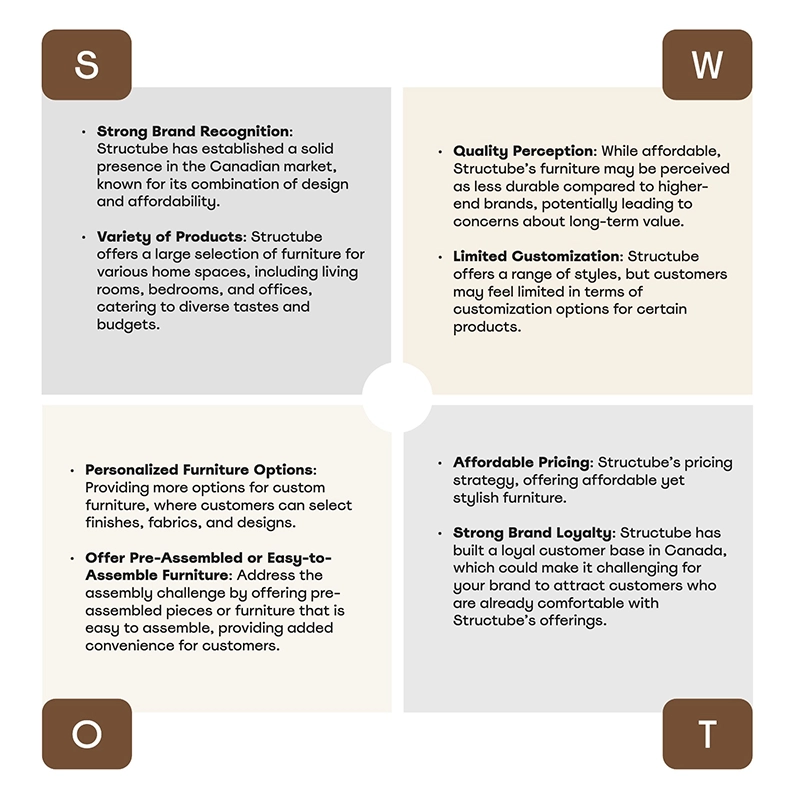 S
W
• Strong Brand Recognition:
Structube has established a solid
presence in the Canadian market,
known for its combination of design
and affordability.
• Variety of Products: Structube
offers a large selection of furniture for
various home spaces, including living
rooms, bedrooms, and offices,
catering to diverse tastes and
budgets.
• Quality Perception: While affordable,
Structube’s furniture may be perceived
as less durable compared to higher-
end brands, potentially leading to
concerns about long-term value.
• Limited Customization: Structube
offers a range of styles, but customers
may feel limited in terms of
customization options for certain
products.
• Personalized Furniture Options:
Providing more options for custom
furniture, where customers can select
finishes, fabrics, and designs.
• Offer Pre-Assembled or Easy-to-
Assemble Furniture: Address the
assembly challenge by offering pre-
assembled pieces or furniture that is
easy to assemble, providing added
convenience for customers.
• Affordable Pricing: Structube’s pricing
strategy, offering affordable yet
stylish furniture.
• Strong Brand Loyalty: Structube has
built a loyal customer base in Canada,
which could make it challenging for
your brand to attract customers who
are already comfortable with
Structube’s offerings.
O
T